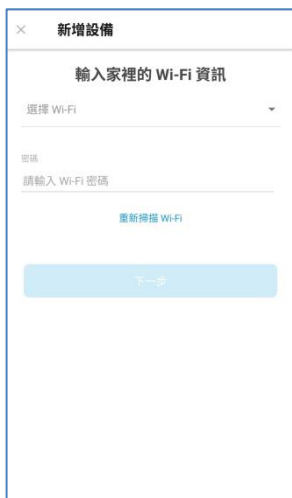 新增設備
輸入家裡的 Wi-Fi 資訊
選擇 Wi-Fi
密碼
請輸入 Wi-Fi 密碼
重新掃描 Wi-Fi
下一步